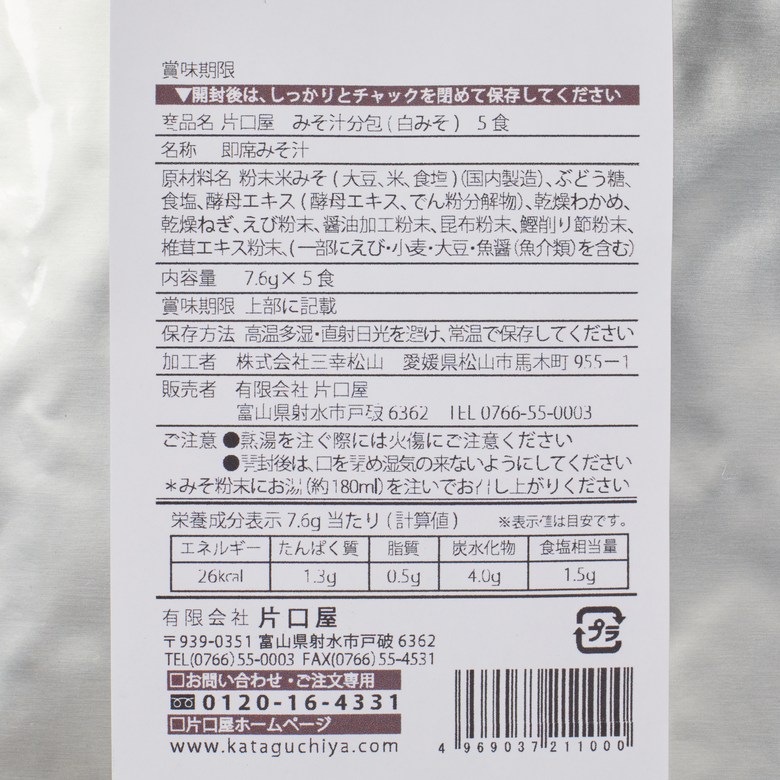 賞味期限
▼開封後は、しっかりとチャックを閉めて保存してください
商品名 片口屋 みそ汁分包(白みそ) 5食
名称 即席みそ汁
原材料名 粉末米みそ(大豆、米、食塩)(国内製造)、ぶどう糖、
食塩、酵母エキス(酵母エキス、でん粉分解物)、乾燥わかめ、
乾燥ねぎ、えび粉末、醤油加工粉末、昆布粉末、鰹削り節粉末、
椎茸エキス粉末、(一部にえび・小麦・大豆・魚醤(魚介類)を含む)
内容量 7.6g×5食
賞味期限 上部に記載
保存方法 高温多湿・直射日光を避け、常温で保存してください
加工者 株式会社三幸松山 愛媛県松山市馬木町955−1
販売者 有限会社 片口屋
富山県射水市戸破6362 TEL 0766-55-0003
ご注意 ●熱湯を注ぐ際には火傷にご注意ください
●開封後は、口を閉め湿気の来ないようにしてください
*みそ粉末にお湯(約180ml)を注いでお召し上がりください
栄養成分表示7.6g当たり(計算値) ※表示値は目安です。
エネルギー たんぱく質 脂質 炭水化物 食塩相当量
26kcal 1.3g 0.5g 4.0g 1.5g
有限会社 片口屋
〒939-0351 富山県射水市戸破6362
TEL(0766)55-0003 FAX(0766)55-4531
□お問い合わせ・ご注文専用
0120-16-4331
□片口屋ホームページ
www.kataguchiya.com
プラ
4 969037 211000